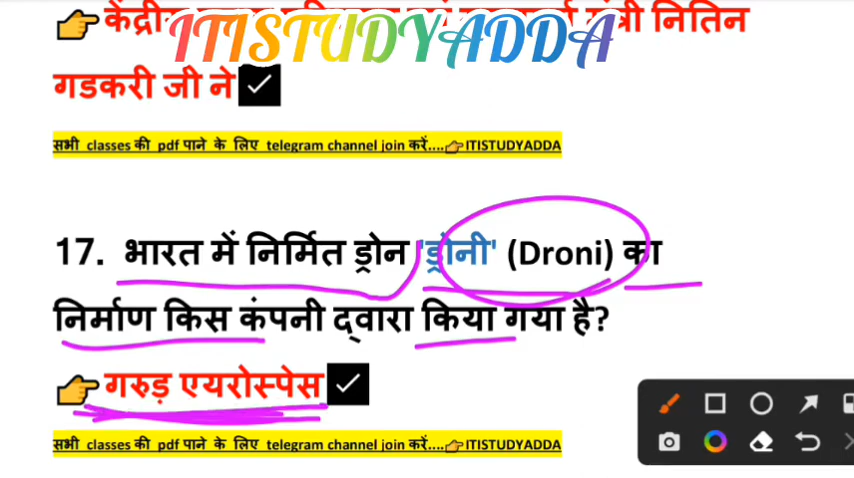 केंद्रीय
ITISTUDYADDA
मंत्री नितिन
गडकरी जी ने
सभी classes की pdf पाने के लिए telegram channel join करें....ITISTUDYADDA
17. भारत में निर्मित ड्रोन 'ड्रोनी' (Droni) का
निर्माण किस कंपनी द्वारा किया गया है?
गरुड़ एयरोस्पेस
सभी classes की pdf पाने के लिए telegram channel join करें....ITISTUDYADDA